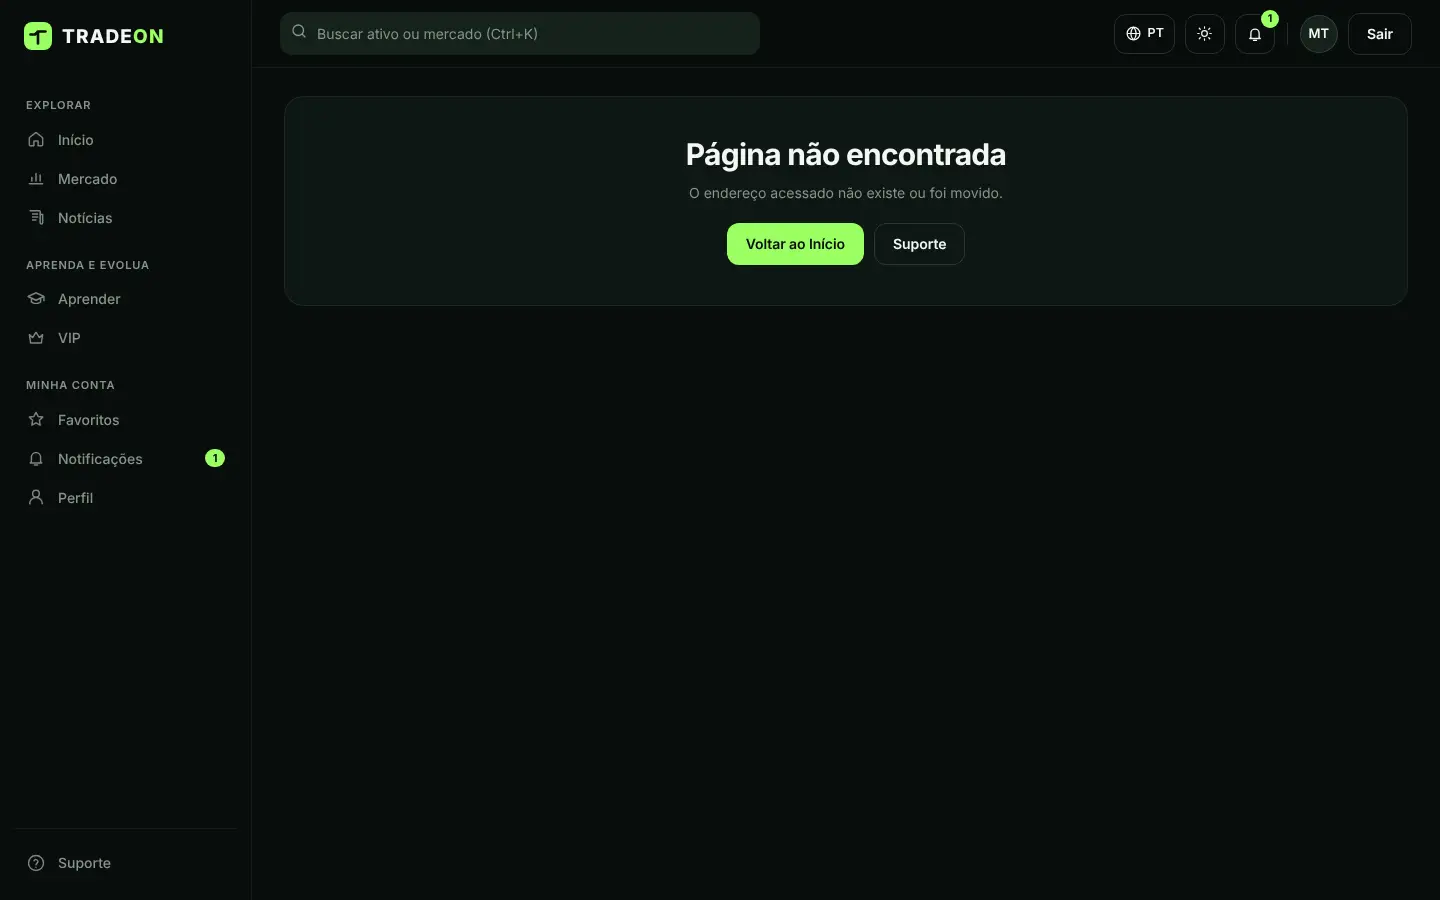 TRADEON
Buscar ativo ou mercado (Ctrl+K)
PT
1
MT
Sair
EXPLORAR
Início
Mercado
Notícias
APRENDA E EVOLUA
Aprender
VIP
MINHA CONTA
Favoritos
Notificações 1
Perfil
Suporte
Página não encontrada
O endereço acessado não existe ou foi movido.
Voltar ao Início
Suporte